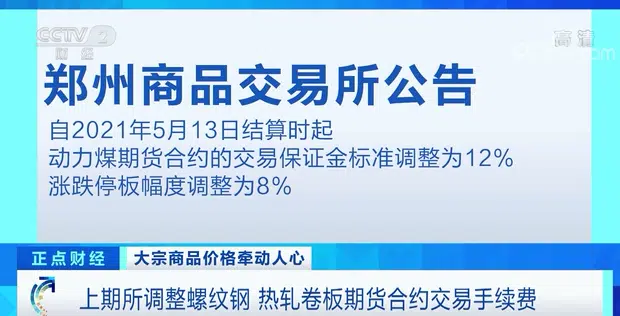 CCTV 2
财经
高清
郑州商品交易所公告
自2021年5月13日结算时起
动力煤期货合约的交易保证金标准调整为12%
涨跌停板幅度调整为8%
正点财经
大宗商品价格牵动人心
上期所调整螺纹钢 热轧卷板期货合约交易手续费